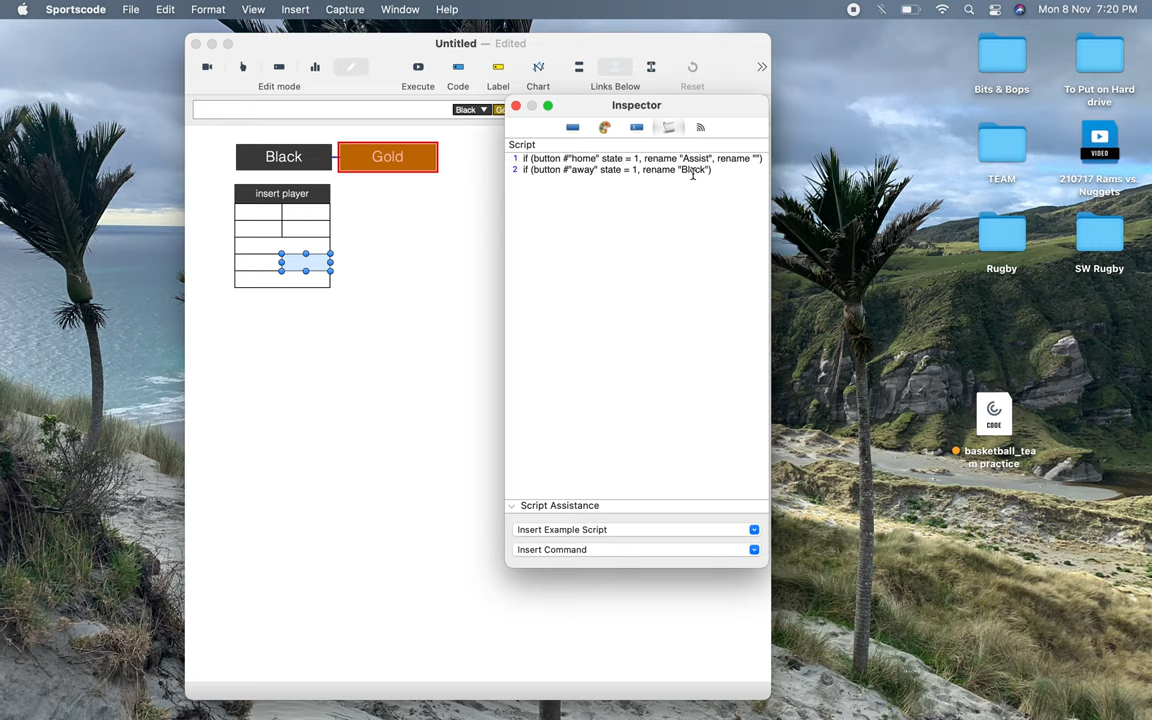 Sportscode File Edit Format View Insert Capture Window Help Mon 8 Nov 7:20 PM
Untitled — Edited
Edit mode Execute Code Label Chart Links Below Reset
Black
Inspector
Script
1 if (button #"home" state = 1, rename "Assist", rename "")
2 if (button #"away" state = 1, rename "Block")
Black Gold
insert player
Script Assistance
Insert Example Script
Insert Command
Bits & Bops
To Put on Hard drive
TEAM
VIDEO
210717 Rams vs. Nuggets
Rugby
SW Rugby
CODE
basketball_tea
m practice